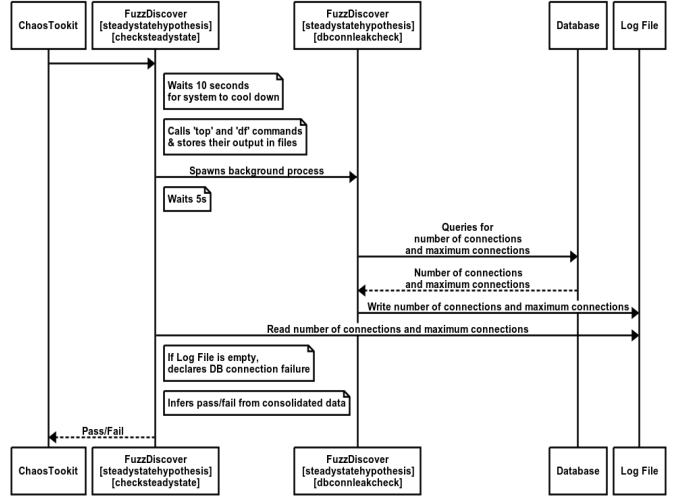 ChaosTookit
FuzzDiscover
[steadystatehypothesis]
[checksteadystate]
FuzzDiscover
[steadystatehypothesis]
[dbconnleakcheck]
Database
Log File
Waits 10 seconds
for system to cool down
Calls 'top' and 'df' commands
& stores their output in files
Spawns background process
Waits 5s
Queries for
number of connections
and maximum connections
Number of connections
and maximum connections
Write number of connections and maximum connections
Read number of connections and maximum connections
If Log File is empty,
declares DB connection failure
Infers pass/fail from consolidated data
Pass/Fail
ChaosTookit
FuzzDiscover
[steadystatehypothesis]
[checksteadystate]
FuzzDiscover
[steadystatehypothesis]
[dbconnleakcheck]
Database
Log File